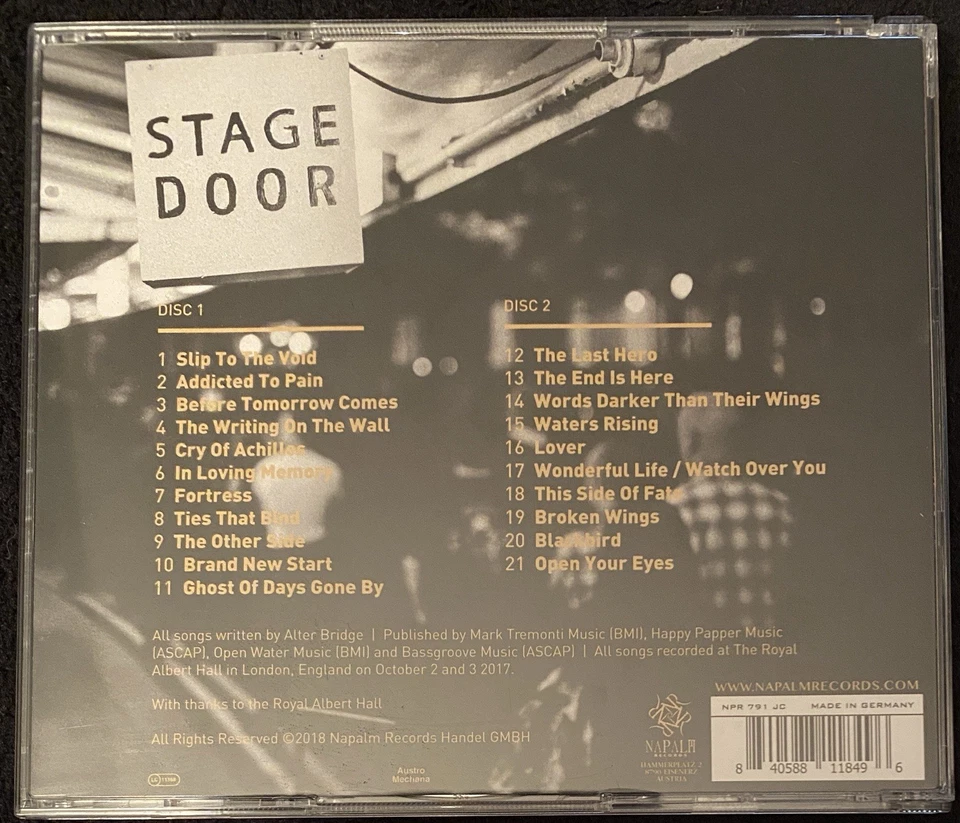 STAGE
DOOR
DISC 1
1 Slip To The Void
2 Addicted To Pain
3 Before Tomorrow Comes
4 The Writing On The Wall
5 Cry Of Achilles
6 In Loving Memory
7 Fortress
8 Ties That Bind
9 The Other Side
10 Brand New Start
11 Ghost Of Days Gone By
DISC 2
12 The Last Hero
13 The End Is Here
14 Words Darker Than Their Wings
15 Waters Rising
16 Lover
17 Wonderful Life / Watch Over You
18 This Side Of Fate
19 Broken Wings
20 Blackbird
21 Open Your Eyes
All songs written by Alter Bridge | Published by Mark Tremonti Music (BMI), Happy Papper Music
(ASCAP), Open Water Music (BMI) and Bassgroove Music (ASCAP) | All songs recorded at The Royal
Albert Hall in London, England on October 2 and 3 2017.
With thanks to the Royal Albert Hall
All Rights Reserved ©2018 Napalm Records Handel GMBH
Austro
Mechana
NAPALM
RECORDS
HAMMERPLATZ 2
8790 EISENERZ
AUSTRIA
WWW.NAPALMRECORDS.COM
NPR 791 JC MADE IN GERMANY
8 40588 11849 6